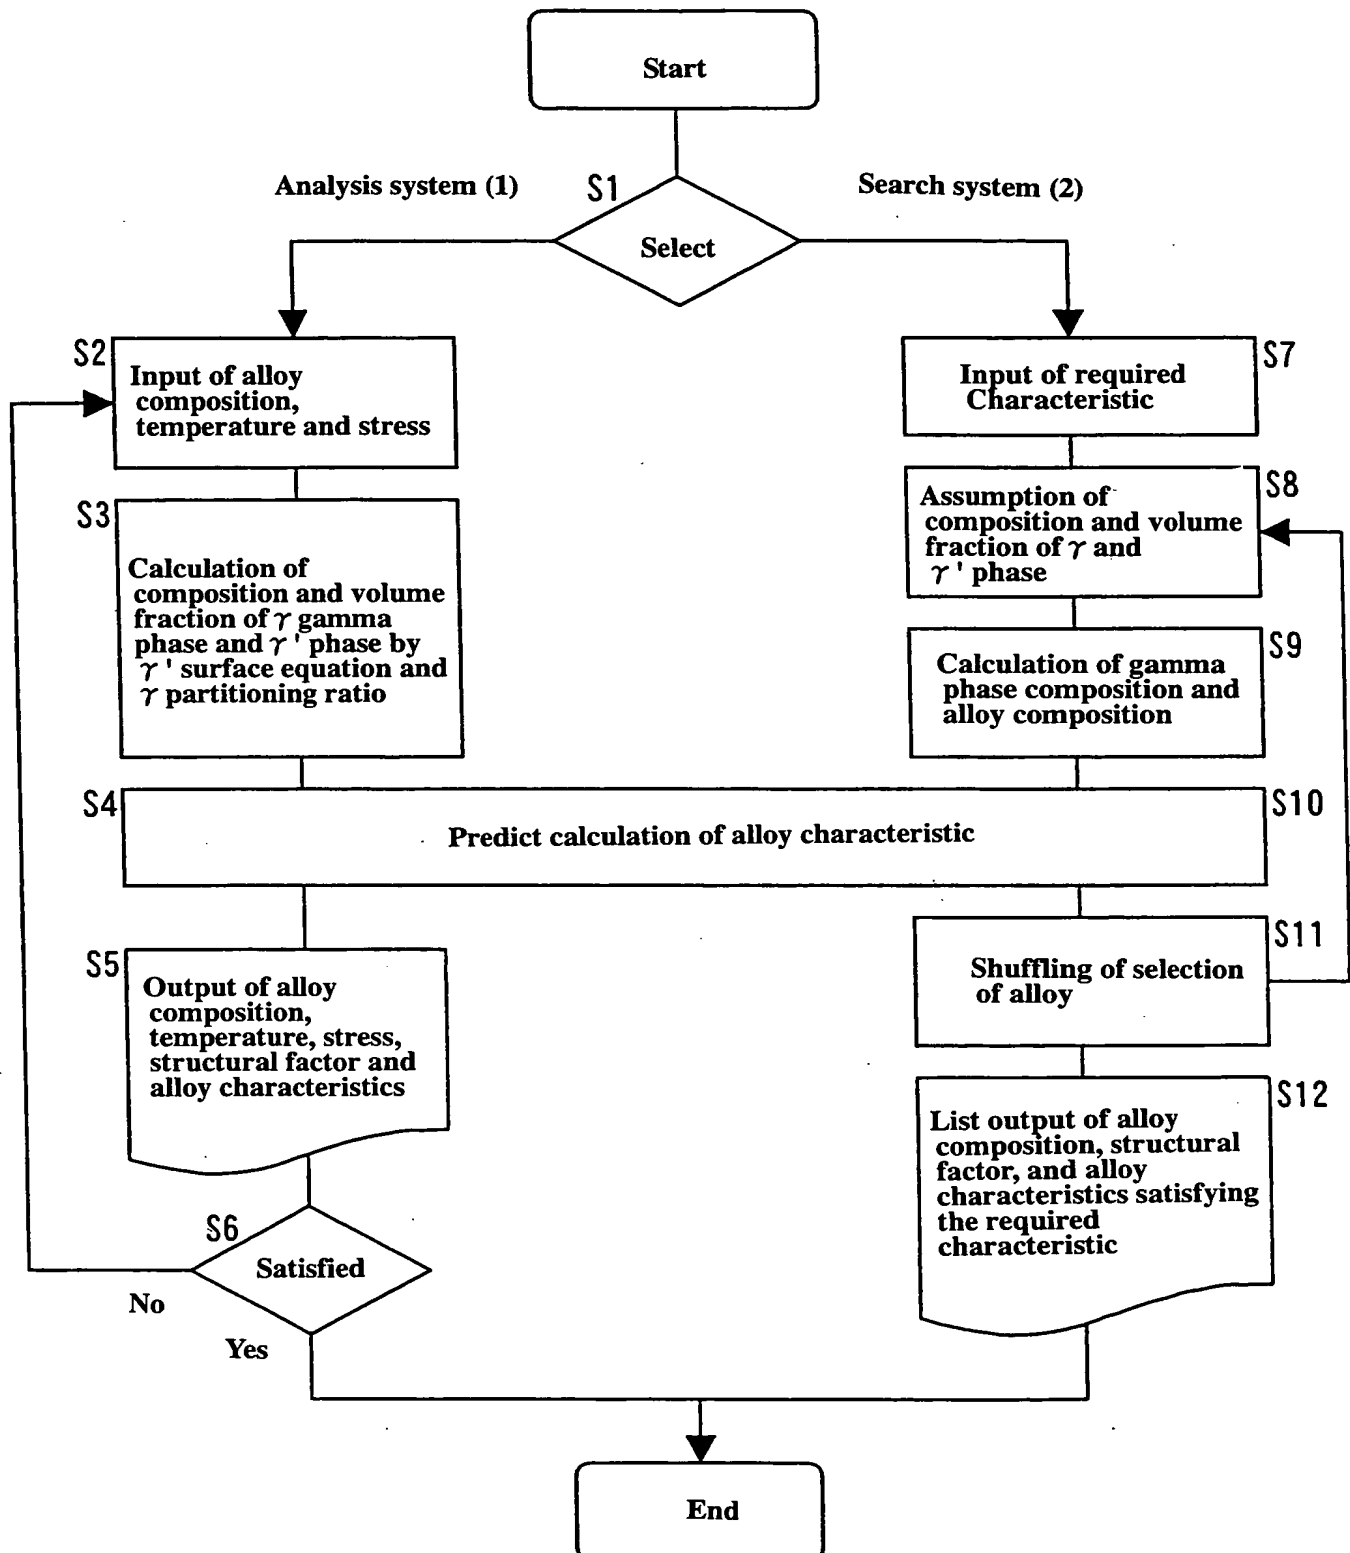 Start
Analysis system (1)
S1
Search system (2)
Select
S2
Input of alloy
composition,
temperature and stress
S7
Input of required
Characteristic
S3
Calculation of
composition and volume
fraction of γ gamma
phase and γ ' phase by
γ ' surface equation and
γ partitioning ratio
S8
Assumption of
composition and volume
fraction of γ and
γ ' phase
S9
Calculation of gamma
phase composition and
alloy composition
S4
Predict calculation of alloy characteristic
S10
S5
Output of alloy
composition,
temperature, stress,
structural factor and
alloy characteristics
S11
Shuffling of selection
of alloy
S12
List output of alloy
composition, structural
factor, and alloy
characteristics satisfying
the required
characteristic
S6
Satisfied
No
Yes
End